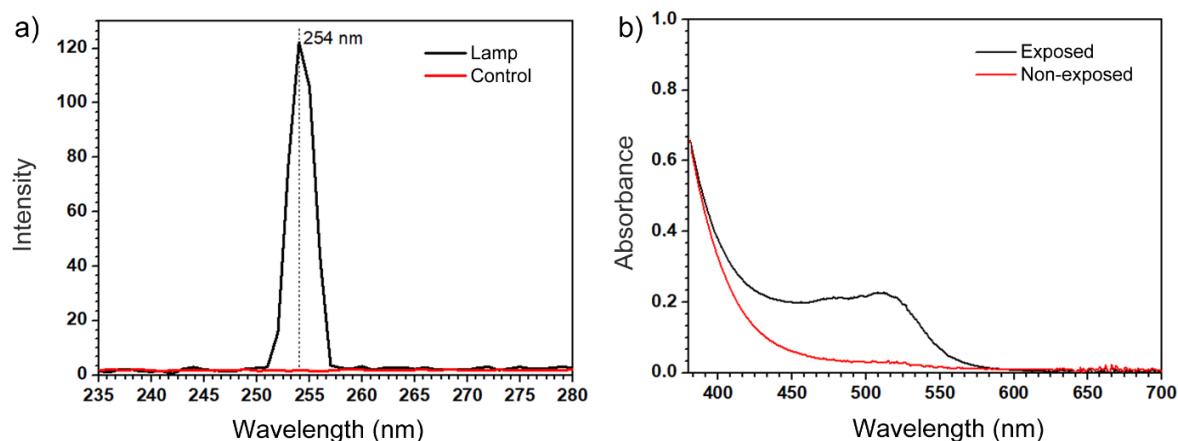 a)
254 nm
Lamp
Control
120
100
80
60
40
20
0
Intensity
235 240 245 250 255 260 265 270 275 280
Wavelength (nm)
b)
Exposed
Non-exposed
1.0
0.8
0.6
0.4
0.2
0.0
Absorbance
400 450 500 550 600 650 700
Wavelength (nm)